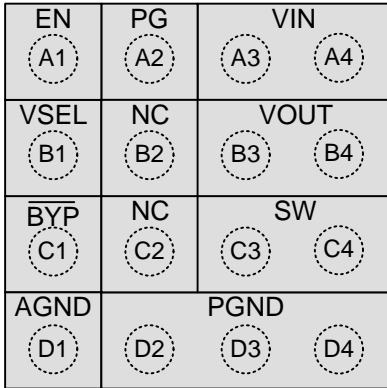 EN PG VIN
A1 A2 A3 A4
VSEL NC VOUT
B1 B2 B3 B4
BYP NC SW
C1 C2 C3 C4
AGND PGND
D1 D2 D3 D4